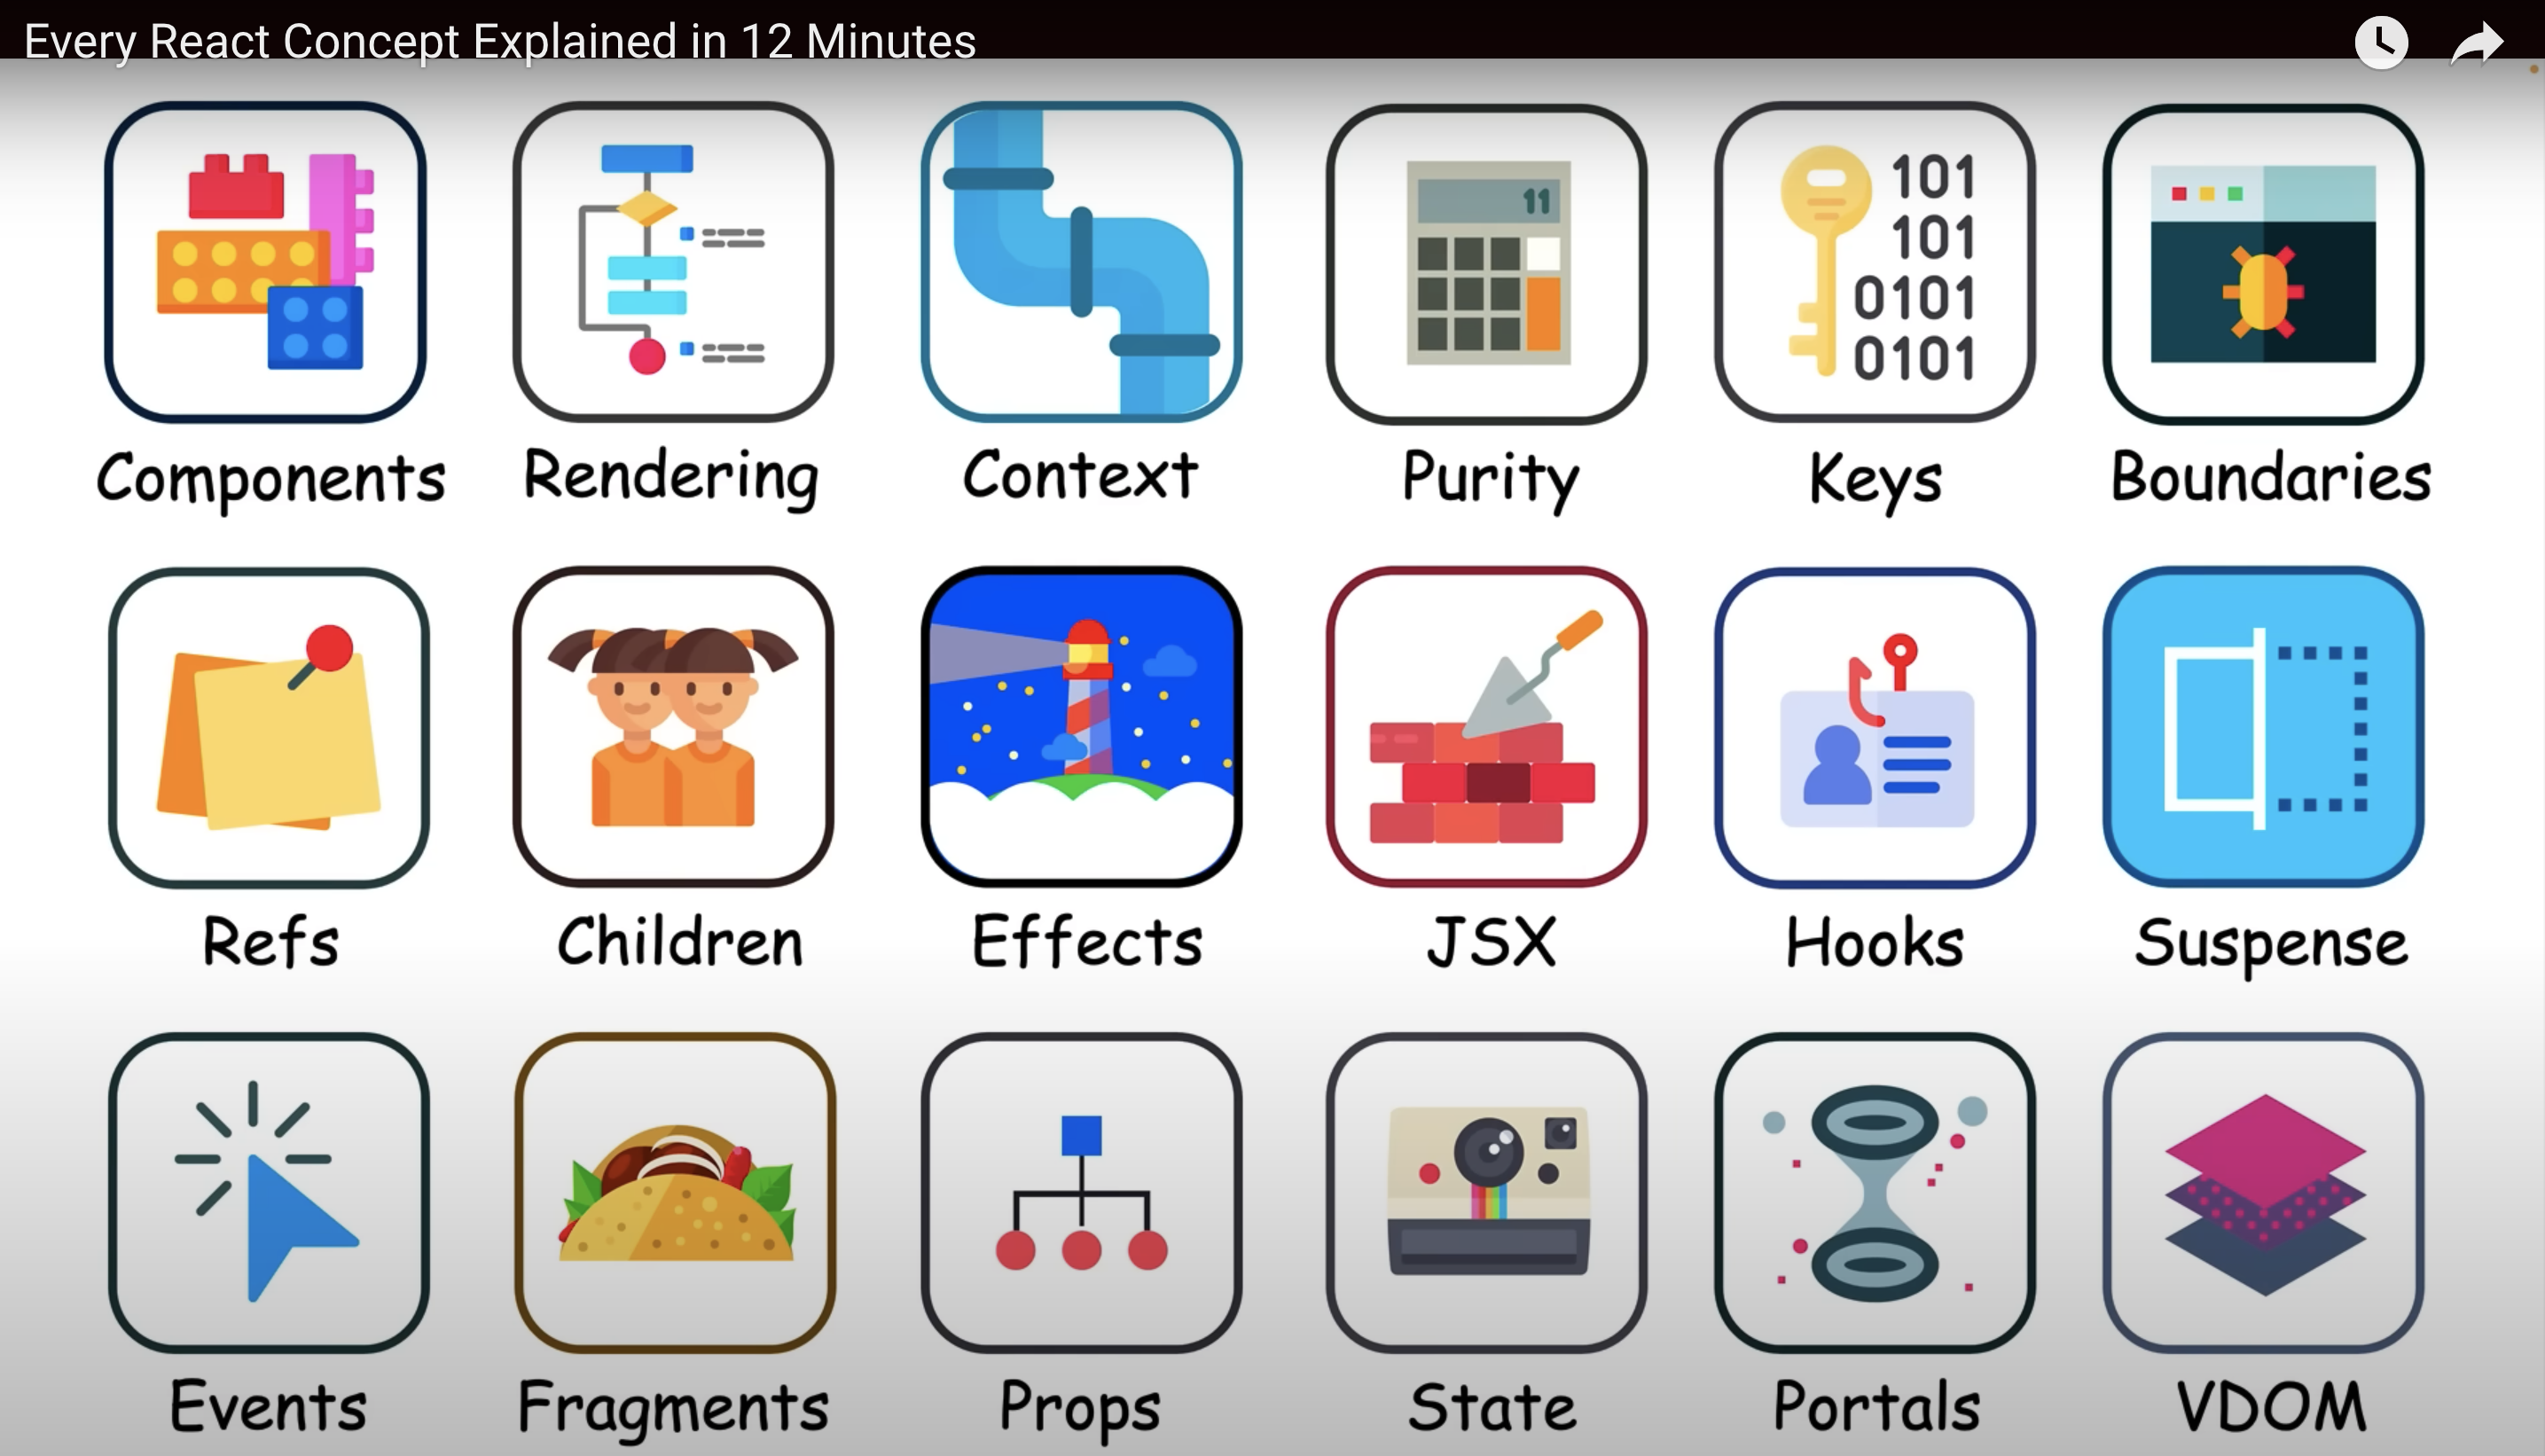 Every React Concept Explained in 12 Minutes
11
101
101
0101
0101
Components Rendering Context Purity Keys Boundaries
Refs Children Effects JSX Hooks Suspense
Events Fragments Props State Portals VDOM